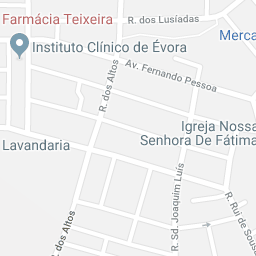 Farmácia Teixeira
R. dos Lusíadas
Merca
Instituto Clínico de Évora
Av. Fernando Pessoa
R. dos Altos
Igreja Nossa
Senhora De Fátima
Lavandaria
R. dos Altos
R. Sd. Joaquim Luís
R. Rui de Sousa